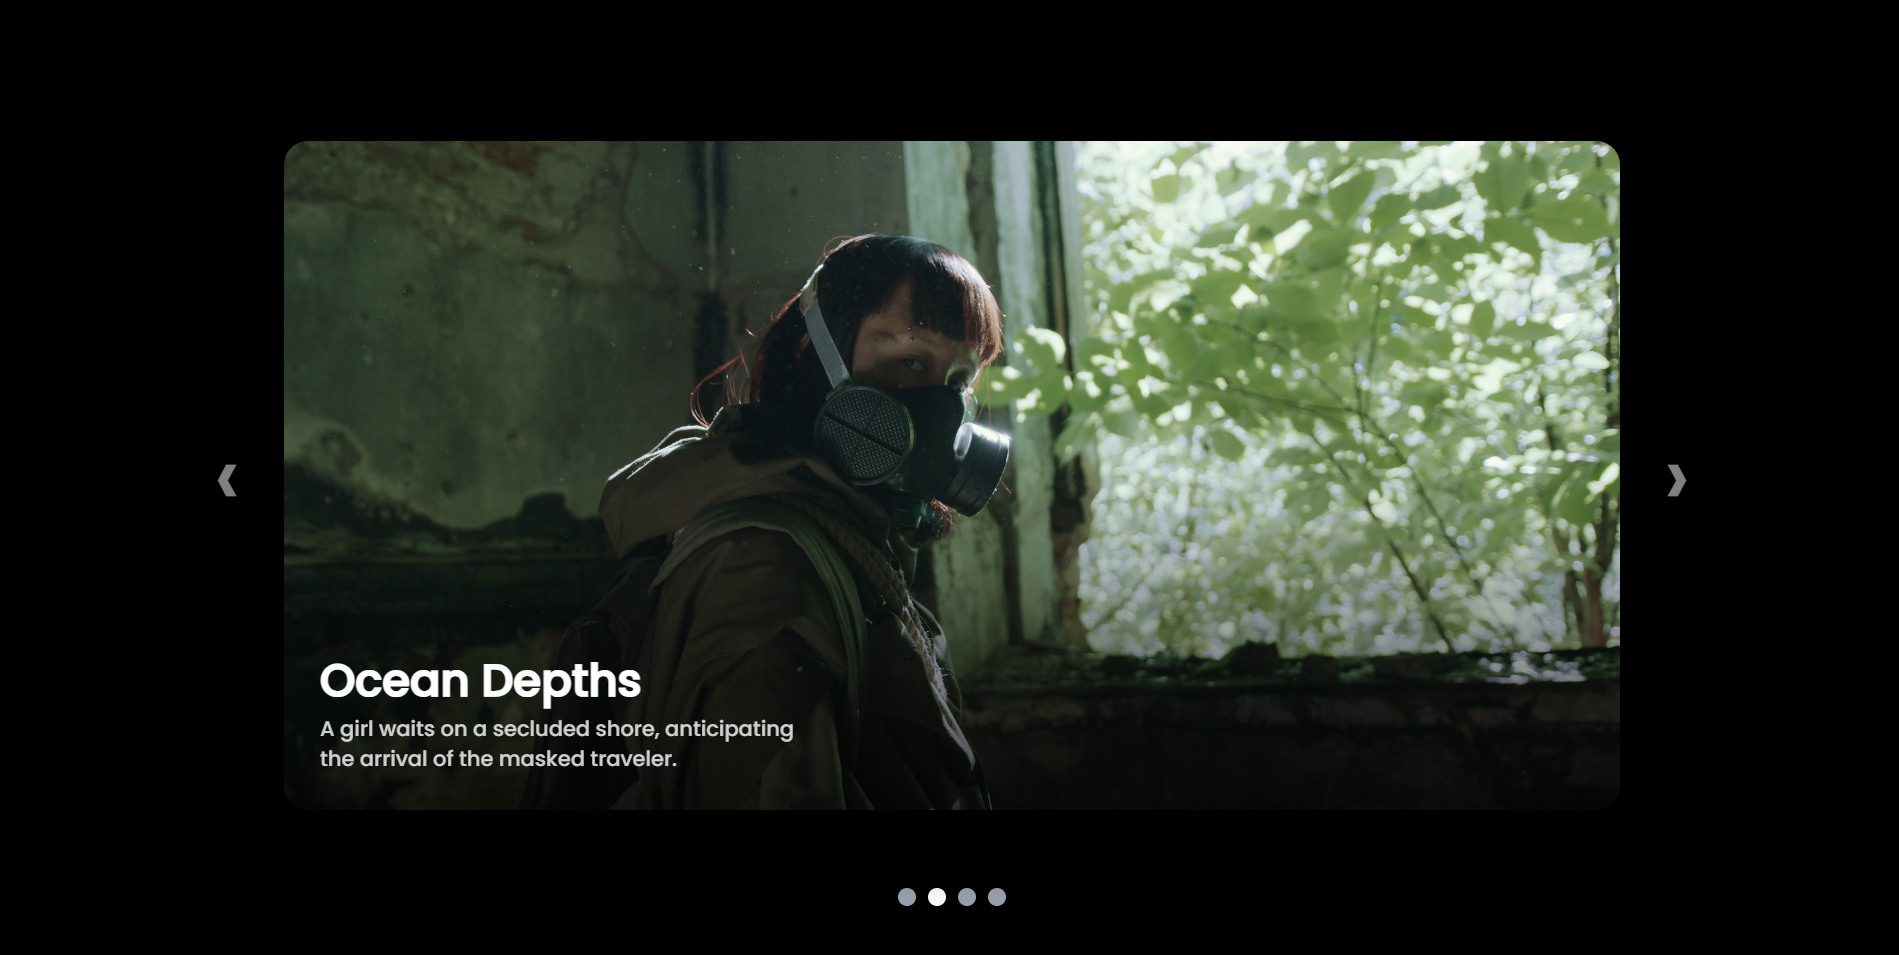 Ocean Depths
A girl waits on a secluded shore, anticipating
the arrival of the masked traveler.